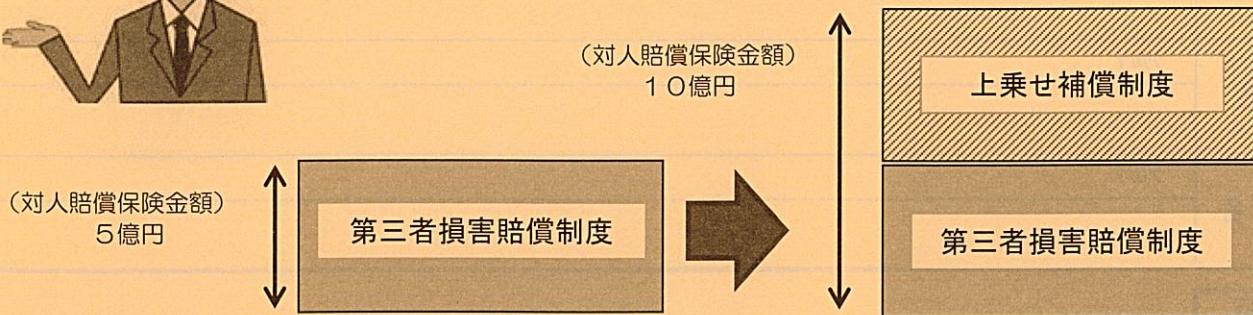 （対人賠償保険金額）
５億円
第三者損害賠償制度
（対人賠償保険金額）
１０億円
上乗せ補償制度
第三者損害賠償制度